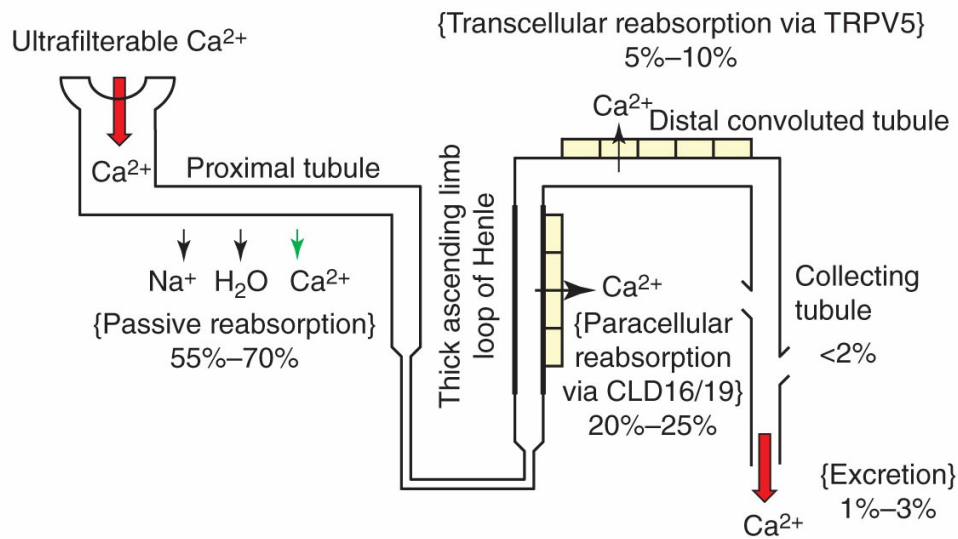 {Transcellular reabsorption via TRPV5}
5%–10%
Ultrafilterable Ca²⁺
Ca²⁺
Distal convoluted tubule
Ca²⁺
Proximal tubule
Thick ascending limb
loop of Henle
Na⁺ H₂O Ca²⁺
{Passive reabsorption}
55%–70%
Ca²⁺
{Paracellular
reabsorption
via CLD16/19}
20%–25%
Collecting
tubule
<2%
{Excretion}
1%–3%
Ca²⁺